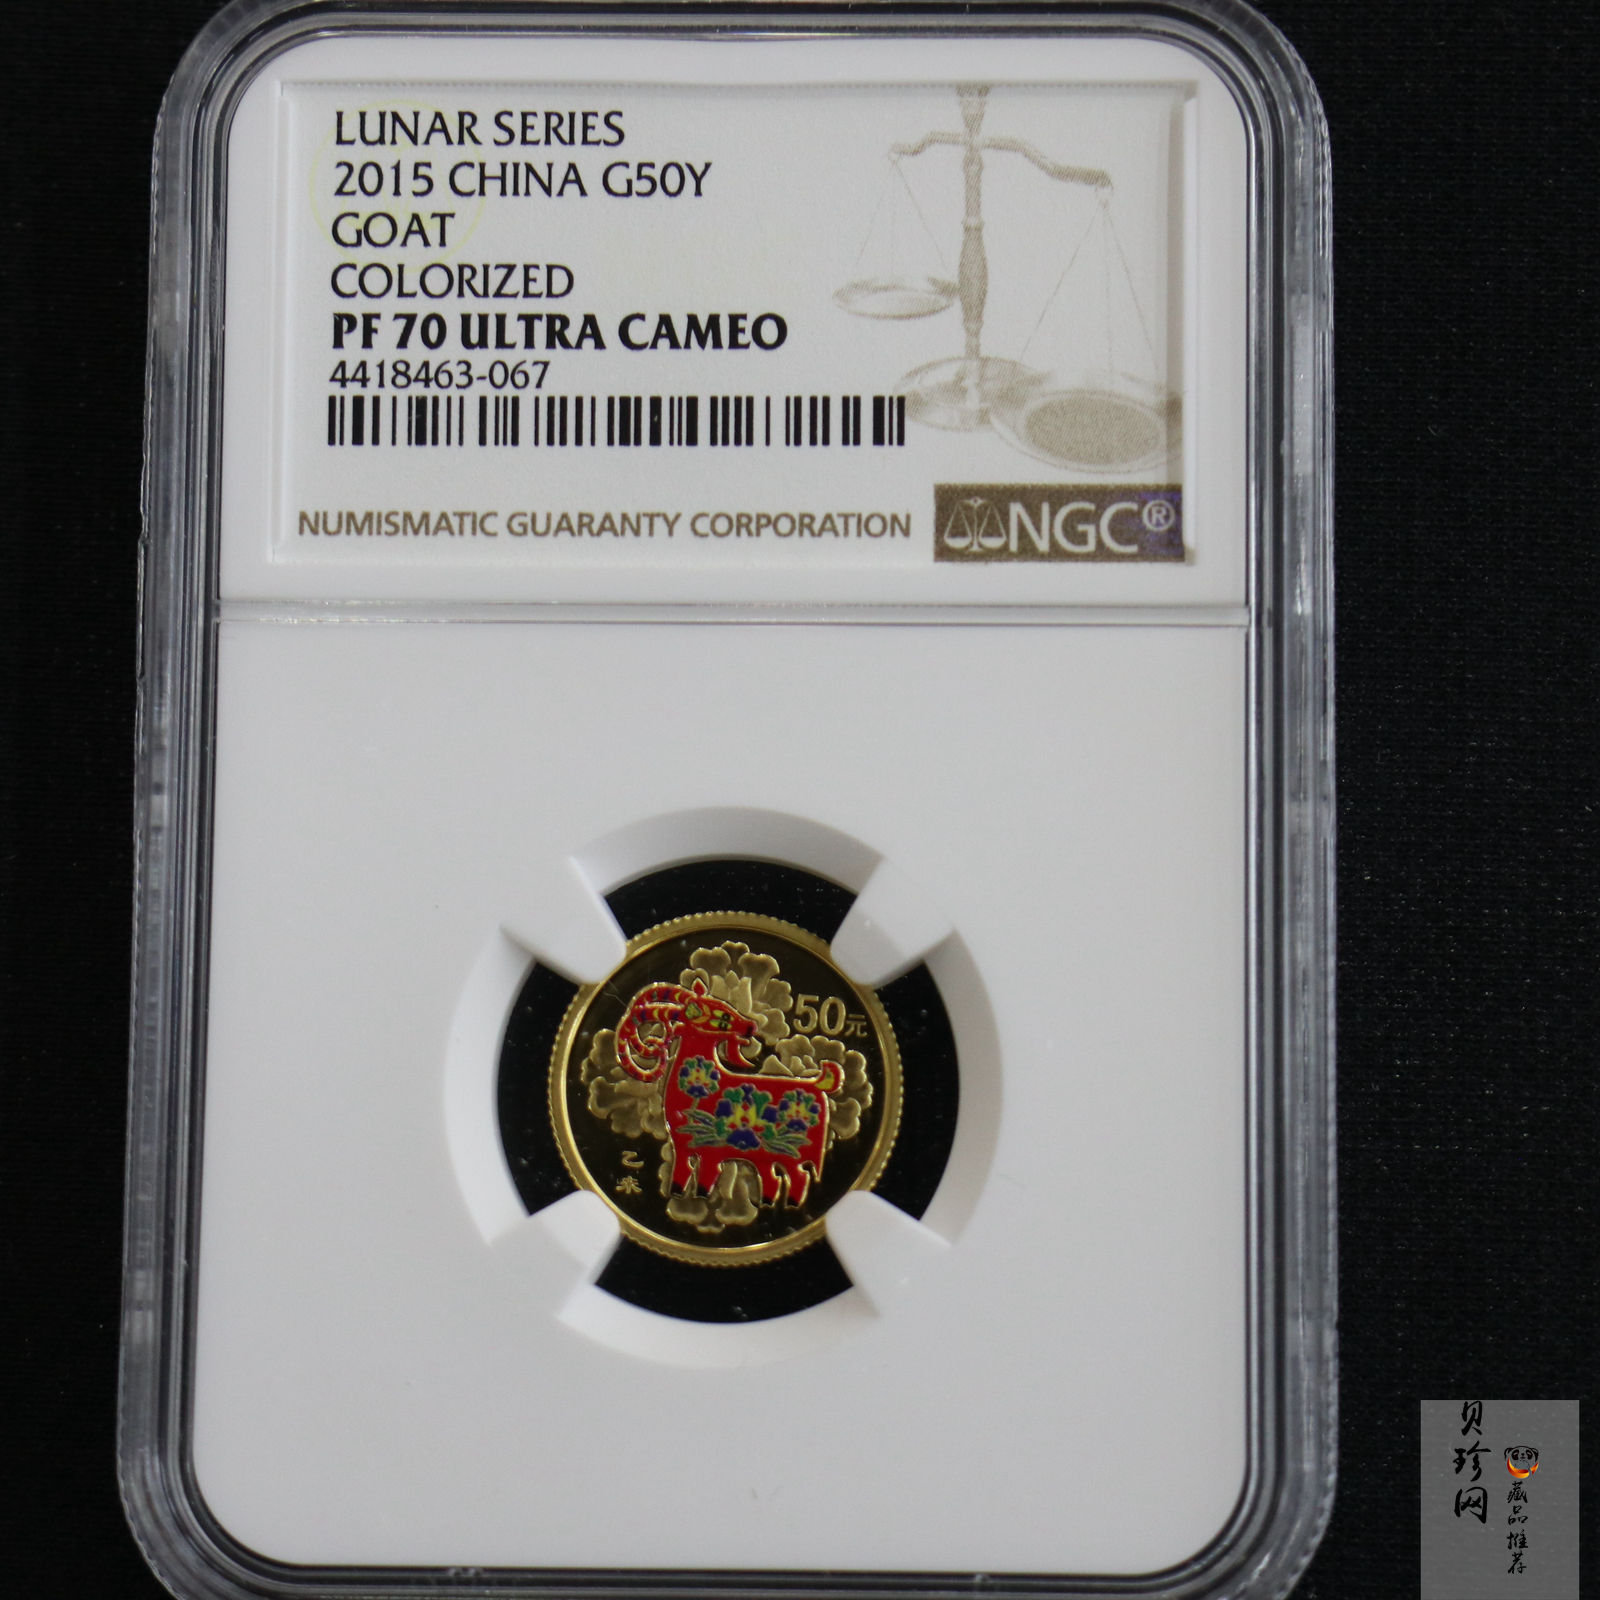 LUNAR SERIES
2015 CHINA G50Y
GOAT
COLORIZED
PF 70 ULTRA CAMEO
4418463-067
NUMISMATIC GUARANTY CORPORATION
NGC®
50元
乙
未
贝珍网
藏品推荐